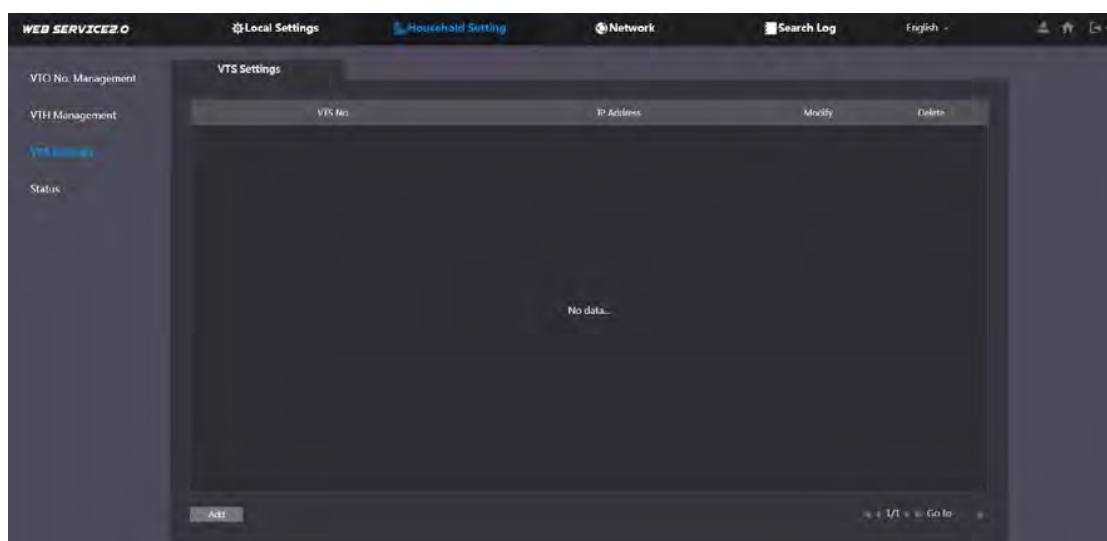 WEB SERVICE2.0 Local Settings Household Setting Network Search Log English
VTO No. Management
VTS Settings
VTH Management
VTS No. IP Address Modify Delete
VTS Settings
Status
No data...
Add 1/1 Go to